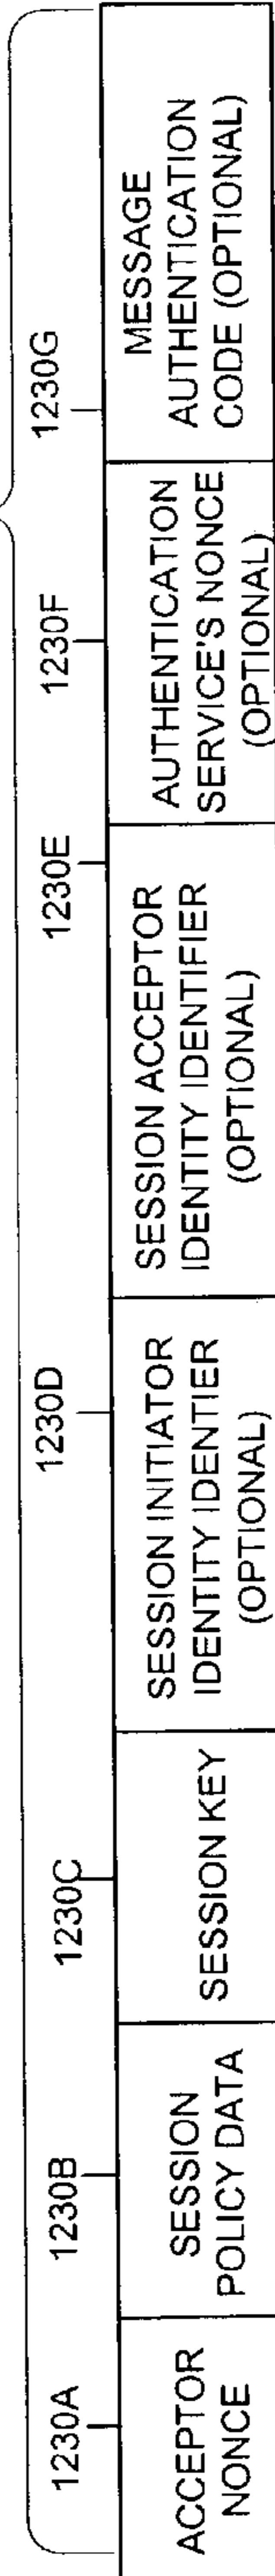 1230A
1230B
1230C
1230D
1230E
1230F
1230G
ACCEPTOR
NONCE
SESSION
POLICY DATA
SESSION KEY
SESSION INITIATOR
IDENTITY IDENTIER
(OPTIONAL)
SESSION ACCEPTOR
IDENTITY IDENTIFIER
(OPTIONAL)
AUTHENTICATION
SERVICE'S NONCE
(OPTIONAL)
MESSAGE
AUTHENTICATION
CODE (OPTIONAL)